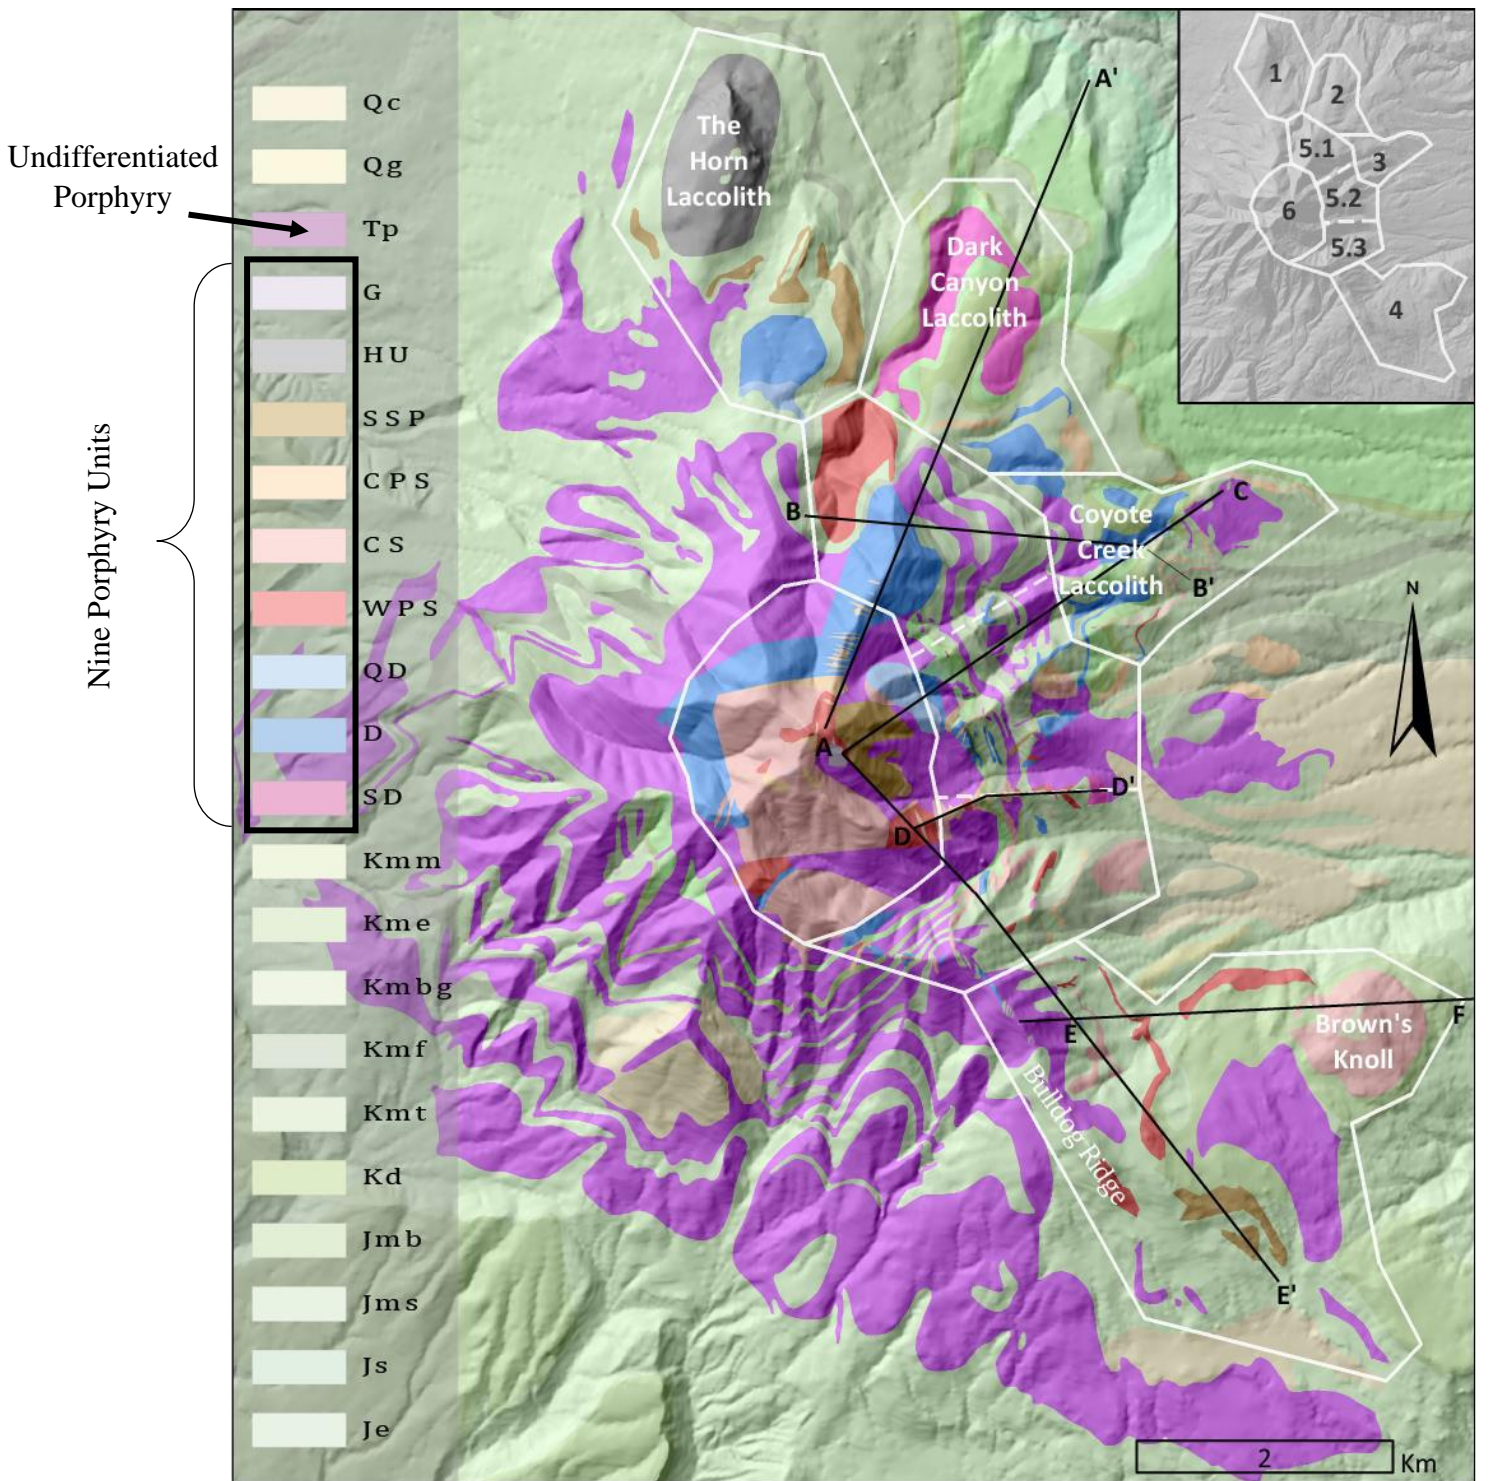 Undifferentiated
Porphyry
Nine Porphyry Units
Qc
Qg
Tp
G
HU
SSP
CPS
CS
WPS
QD
D
SD
Kmm
Kme
Kmbg
Kmf
Kmt
Kd
Jmb
Jms
Js
Je
The
Horn
Laccolith
Dark
Canyon
Laccolith
Coyote
Creek
Laccolith
Brown's
Knoll
Bulldog Ridge
A'
B
C
B'
A
D'
D
E
F
E'
N
1
2
5.1
3
5.2
6
5.3
4
2
Km